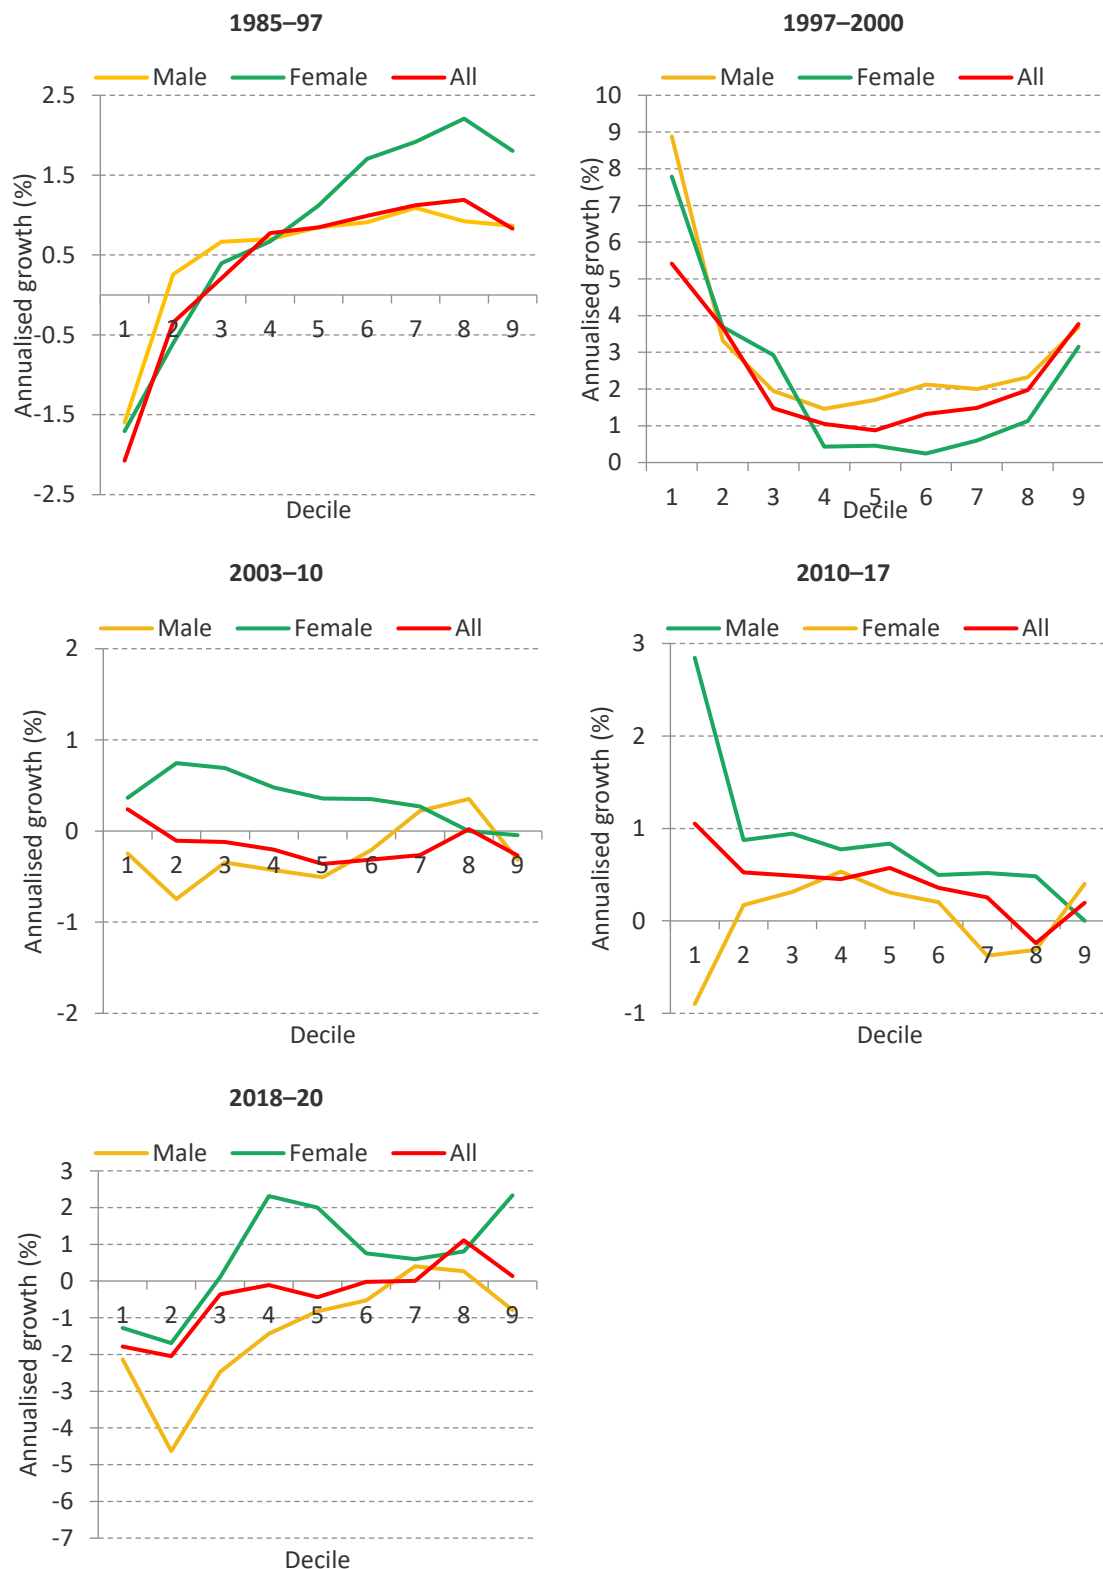 1985–97
Male Female All
2.5
1.5
0.5
-0.5
-1.5
-2.5
Annualised growth (%)
1 2 3 4 5 6 7 8 9
Decile
1997–2000
Male Female All
10
9
8
7
6
5
4
3
2
1
0
Annualised growth (%)
1 2 3 4 5 6 7 8 9
Decile
2003–10
Male Female All
2
1
0
-1
-2
Annualised growth (%)
1 2 3 4 5 6 7 8 9
Decile
2010–17
Male Female All
3
2
1
0
-1
Annualised growth (%)
1 2 3 4 5 6 7 8 9
Decile
2018–20
Male Female All
3
2
1
0
-1
-2
-3
-4
-5
-6
-7
Annualised growth (%)
1 2 3 4 5 6 7 8 9
Decile